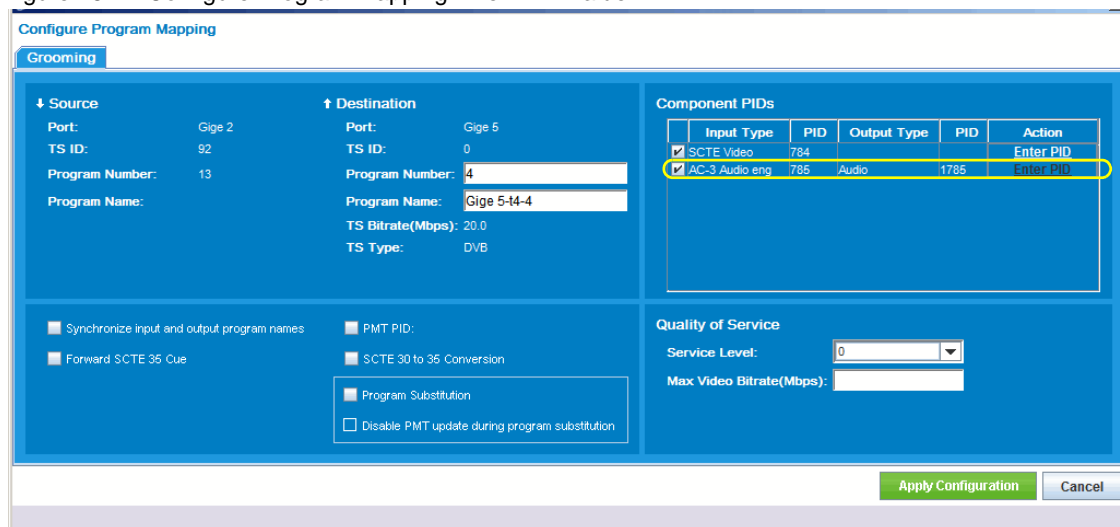 Configure Program Mapping
Grooming
Source
Port: Gige 2
TS ID: 92
Program Number: 13
Program Name:
Destination
Port: Gige 5
TS ID: 0
Program Number: 4
Program Name: Gige 5-t4-4
TS Bitrate(Mbps): 20.0
TS Type: DVB
Component PIDs
Input Type PID Output Type PID Action
SCTE Video 784 Enter PID
AC-3 Audio eng 785 Audio 1785 Enter PID
Synchronize input and output program names
Forward SCTE 35 Cue
PMT PID:
SCTE 30 to 35 Conversion
Program Substitution
Disable PMT update during program substitution
Quality of Service
Service Level: 0
Max Video Bitrate(Mbps):
Apply Configuration Cancel